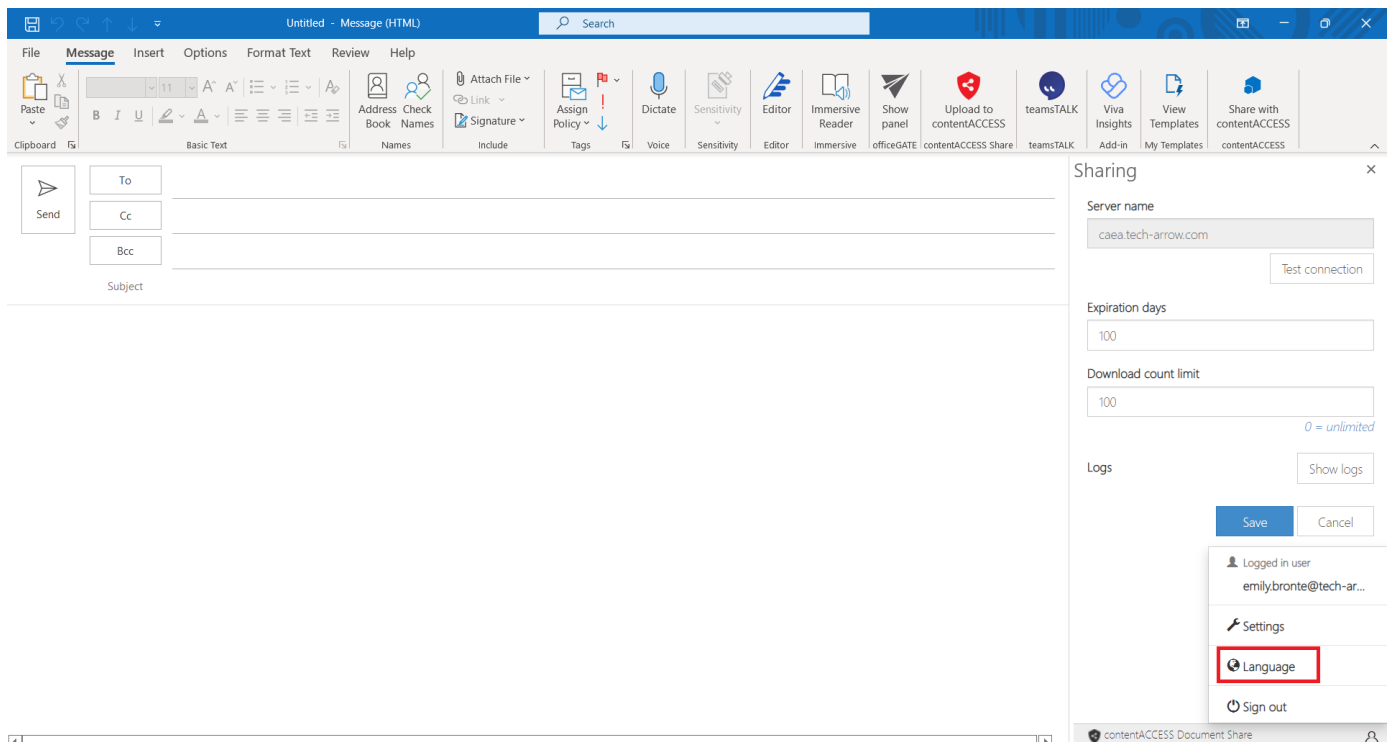 Untitled - Message (HTML)
Search
File Message Insert Options Format Text Review Help
Paste
11
B I U
Address Book
Check Names
Attach File
Link
Signature
Assign Policy
Dictate
Sensitivity
Editor
Immersive Reader
Show panel
Upload to contentACCESS
teamsTALK
Viva Insights
View Templates
Share with contentACCESS
Clipboard
Basic Text
Names
Include
Tags
Voice
Sensitivity
Editor
Immersive
officeGATE
contentACCESS Share
teamsTALK
Add-in
My Templates
contentACCESS
Send
To
Cc
Bcc
Subject
Sharing
Server name
caea.tech-arrow.com
Test connection
Expiration days
100
Download count limit
100
0 = unlimited
Logs
Show logs
Save
Cancel
Logged in user
emily.bronte@tech-ar...
Settings
Language
Sign out
contentACCESS Document Share